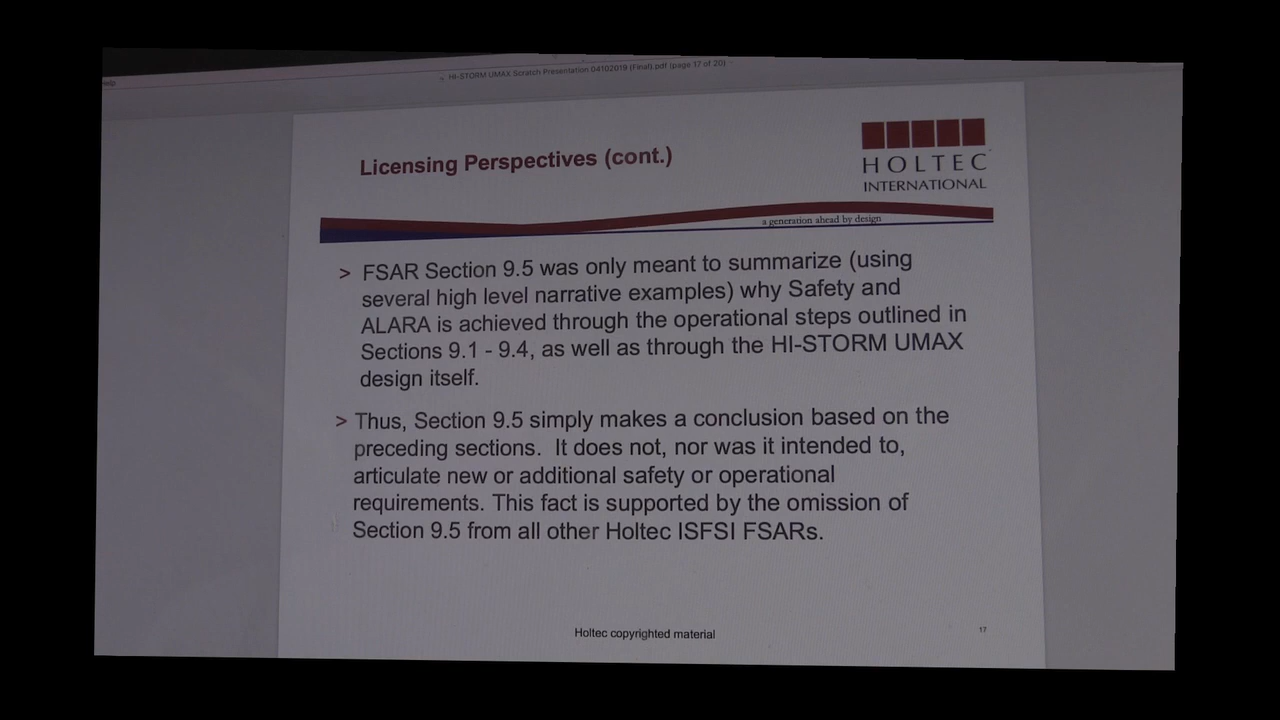 elp
HI-STORM UMAX Scratch Presentation 04102019 (Final).pdf (page 17 of 20)
Licensing Perspectives (cont.)
HOLTEC
INTERNATIONAL
a generation ahead by design
> FSAR Section 9.5 was only meant to summarize (using
several high level narrative examples) why Safety and
ALARA is achieved through the operational steps outlined in
Sections 9.1 - 9.4, as well as through the HI-STORM UMAX
design itself.
> Thus, Section 9.5 simply makes a conclusion based on the
preceding sections. It does not, nor was it intended to,
articulate new or additional safety or operational
requirements. This fact is supported by the omission of
Section 9.5 from all other Holtec ISFSI FSARs.
Holtec copyrighted material
17